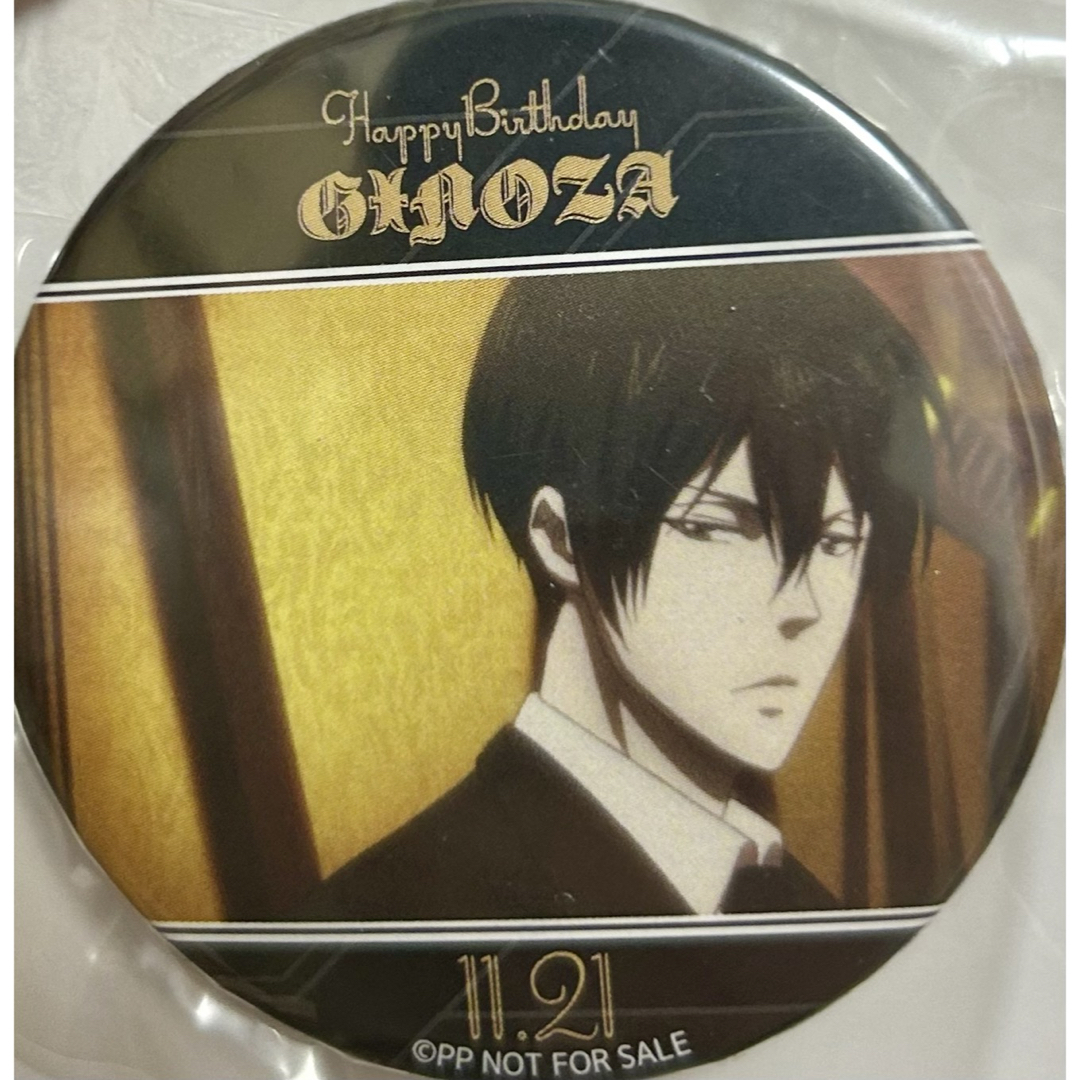 Happy Birthday
GINOZA
11.21
©PP NOT FOR SALE